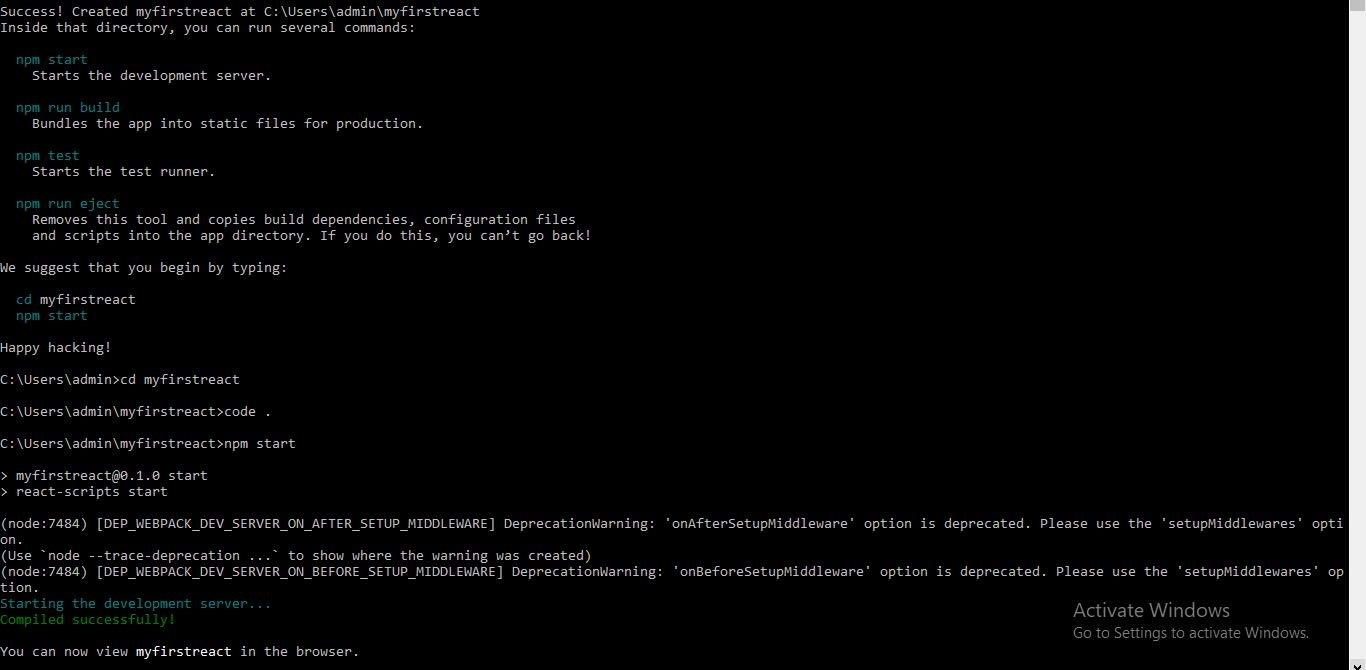 Success! Created myfirstreact at C:\Users\admin\myfirstreact
Inside that directory, you can run several commands:
npm start
Starts the development server.
npm run build
Bundles the app into static files for production.
npm test
Starts the test runner.
npm run eject
Removes this tool and copies build dependencies, configuration files
and scripts into the app directory. If you do this, you can’t go back!
We suggest that you begin by typing:
cd myfirstreact
npm start
Happy hacking!
C:\Users\admin>cd myfirstreact
C:\Users\admin\myfirstreact>code .
C:\Users\admin\myfirstreact>npm start
> myfirstreact@0.1.0 start
> react-scripts start
(node:7484) [DEP_WEBPACK_DEV_SERVER_ON_AFTER_SETUP_MIDDLEWARE] DeprecationWarning: 'onAfterSetupMiddleware' option is deprecated. Please use the 'setupMiddlewares' opti
on.
(Use `node --trace-deprecation ...` to show where the warning was created)
(node:7484) [DEP_WEBPACK_DEV_SERVER_ON_BEFORE_SETUP_MIDDLEWARE] DeprecationWarning: 'onBeforeSetupMiddleware' option is deprecated. Please use the 'setupMiddlewares' op
tion.
Starting the development server...
Compiled successfully!
You can now view myfirstreact in the browser.
Activate Windows
Go to Settings to activate Windows.